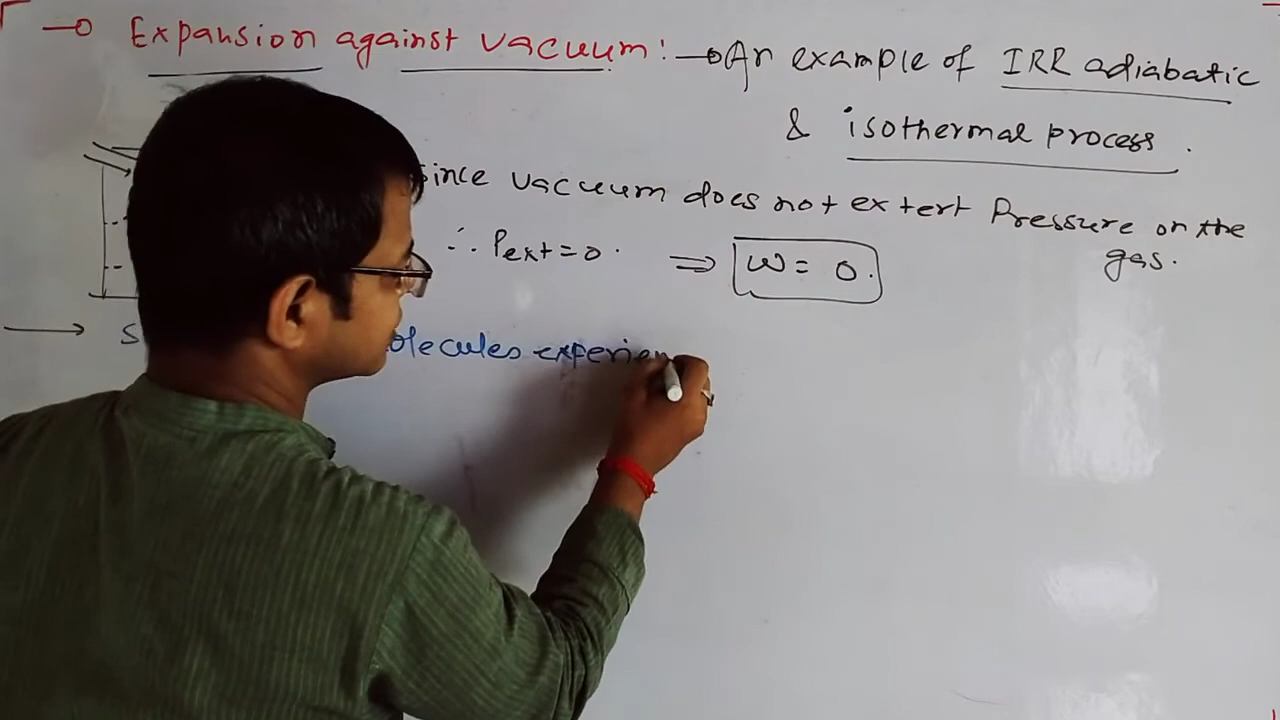 Expansion against vacuum: An example of IRR adiabatic
& isothermal process.
since vacuum does not extert Pressure on the
gas.
∴ Pext = 0. ⇒ W = 0.
olecules experien